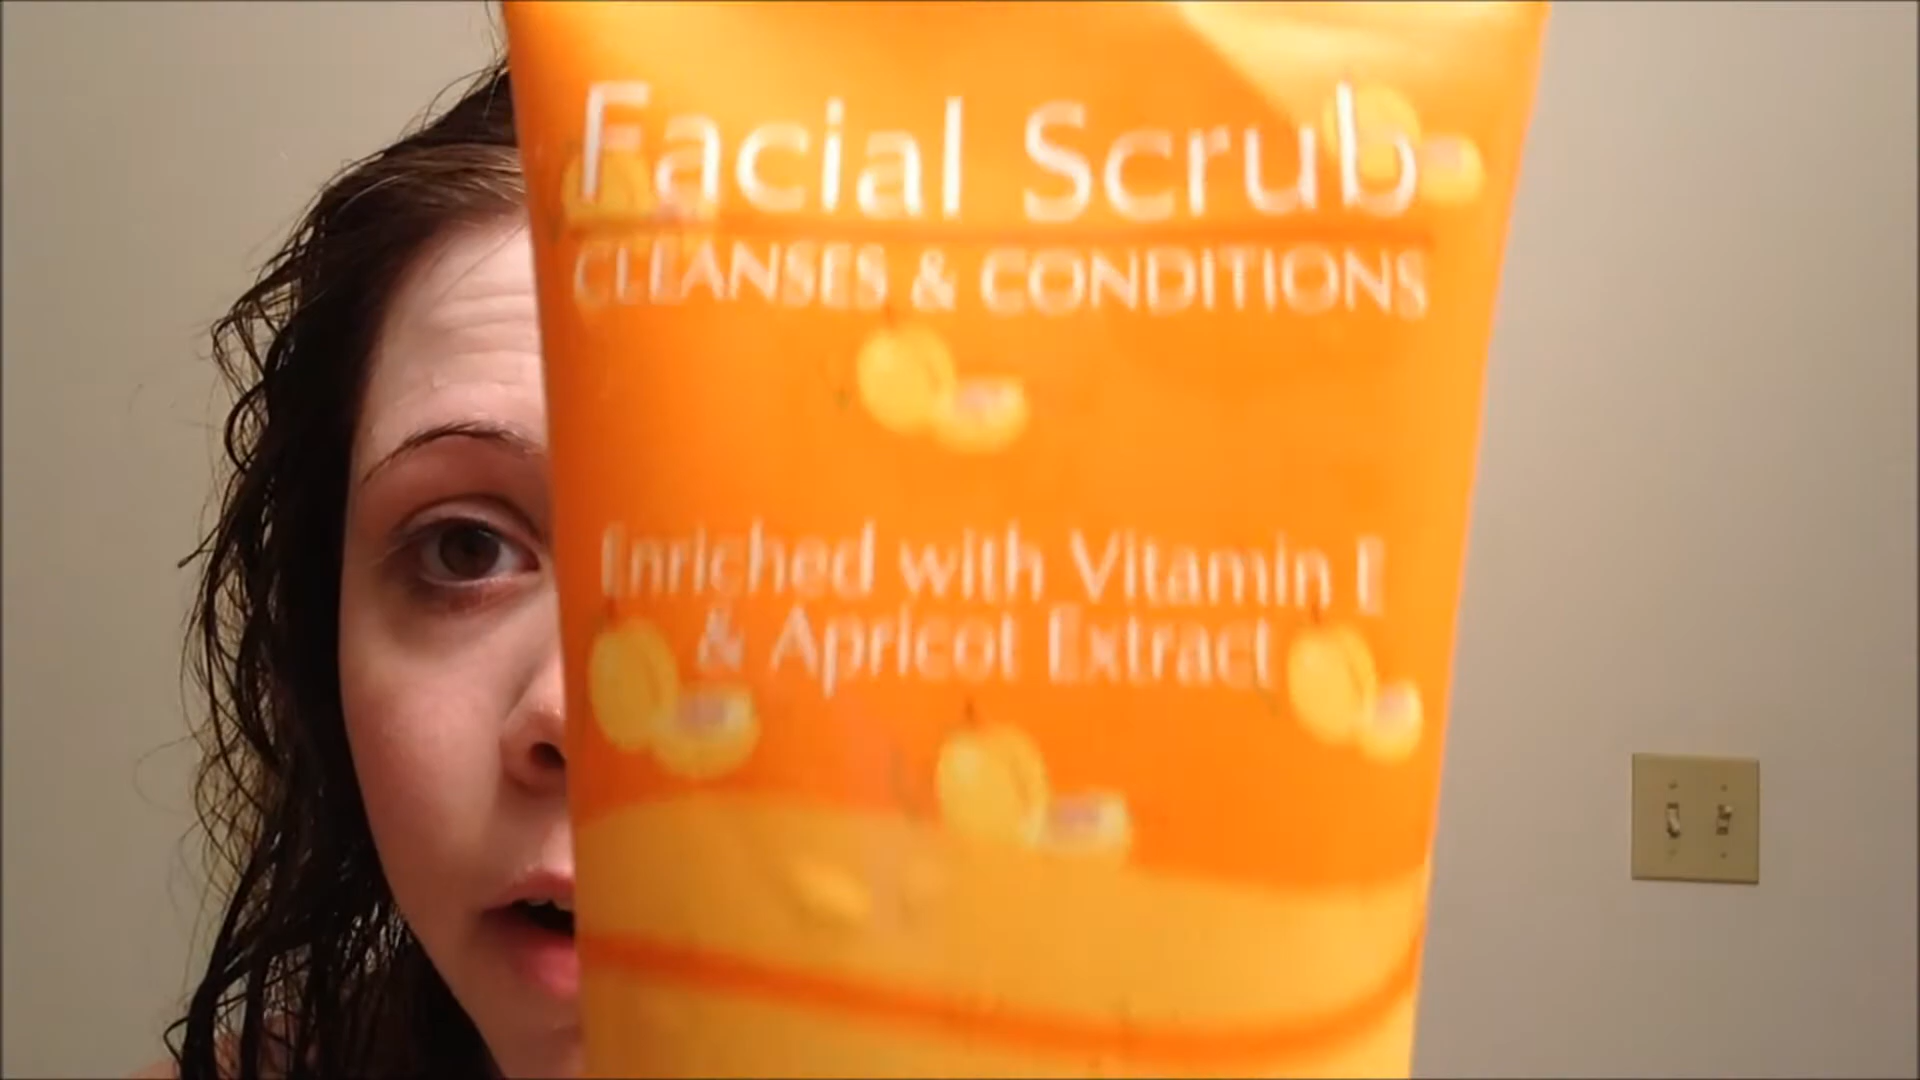 Facial Scrub
CLEANSES & CONDITIONS
Enriched with Vitamin E
& Apricot Extract